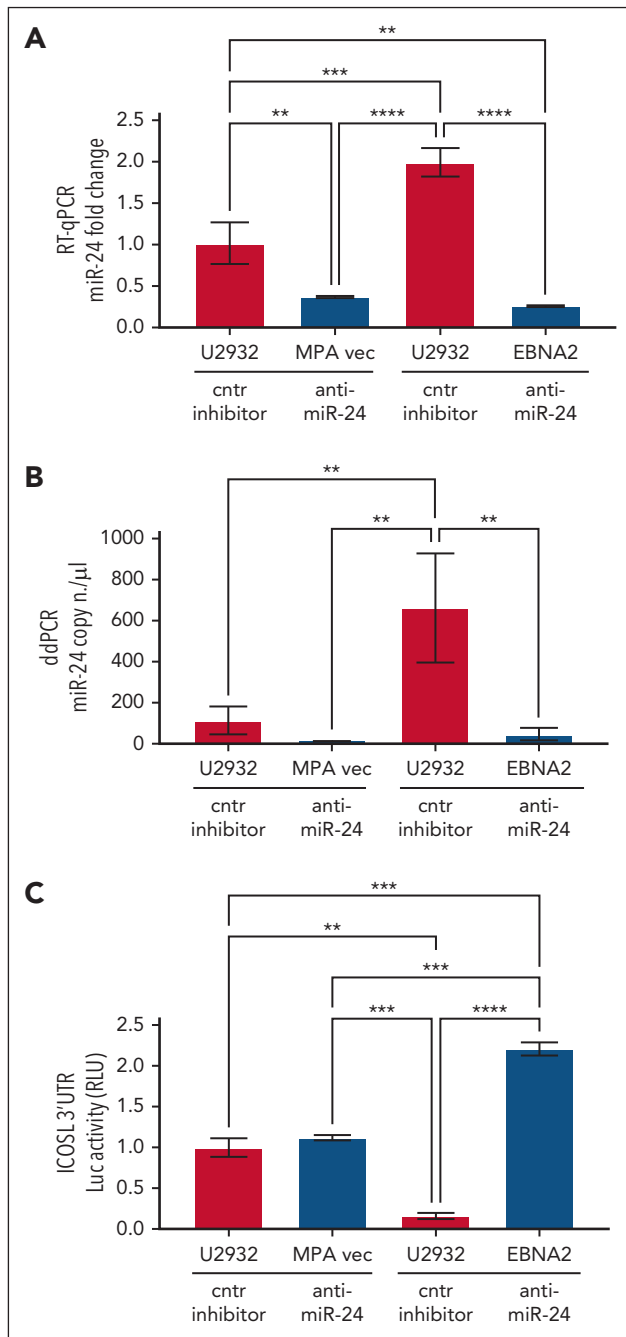 A
**
***
** **** ****
RT-qPCR
miR-24 fold change
2.5
2.0
1.5
1.0
0.5
0.0
U2932 MPA vec U2932 EBNA2
cntr inhibitor anti-miR-24 cntr inhibitor anti-miR-24
B
**
** **
ddPCR
miR-24 copy n./µl
1000
800
600
400
200
0
U2932 MPA vec U2932 EBNA2
cntr inhibitor anti-miR-24 cntr inhibitor anti-miR-24
C
***
**
***
*** ****
ICOSL 3'UTR
Luc activity (RLU)
2.5
2.0
1.5
1.0
0.5
0.0
U2932 MPA vec U2932 EBNA2
cntr inhibitor anti-miR-24 cntr inhibitor anti-miR-24